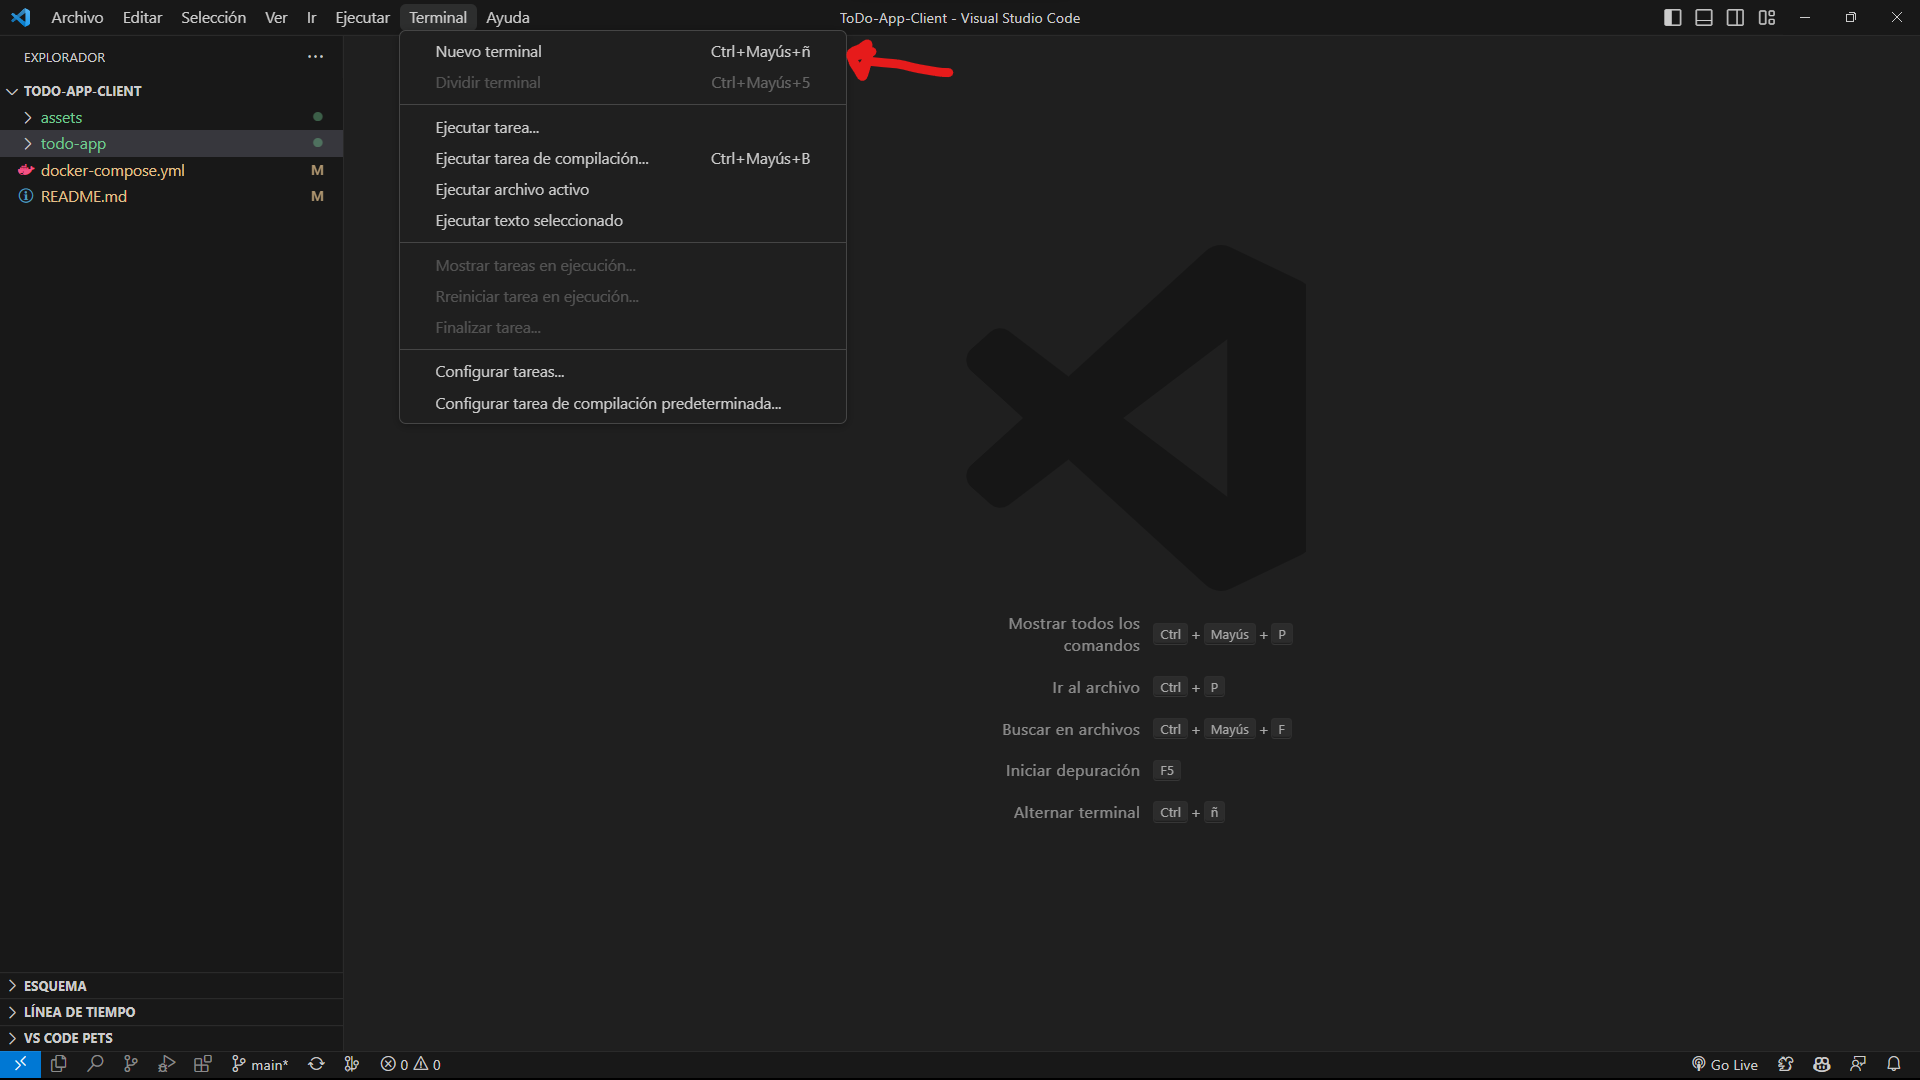 Archivo Editar Selección Ver Ir Ejecutar Terminal Ayuda
ToDo-App-Client - Visual Studio Code
EXPLORADOR
TODO-APP-CLIENT
assets
todo-app
docker-compose.yml M
README.md M
Nuevo terminal Ctrl+Mayús+ñ
Dividir terminal Ctrl+Mayús+5
Ejecutar tarea...
Ejecutar tarea de compilación... Ctrl+Mayús+B
Ejecutar archivo activo
Ejecutar texto seleccionado
Mostrar tareas en ejecución...
Rreiniciar tarea en ejecución...
Finalizar tarea...
Configurar tareas...
Configurar tarea de compilación predeterminada...
Mostrar todos los
comandos Ctrl + Mayús + P
Ir al archivo Ctrl + P
Buscar en archivos Ctrl + Mayús + F
Iniciar depuración F5
Alternar terminal Ctrl + ñ
ESQUEMA
LÍNEA DE TIEMPO
VS CODE PETS
main* 0 0 Go Live